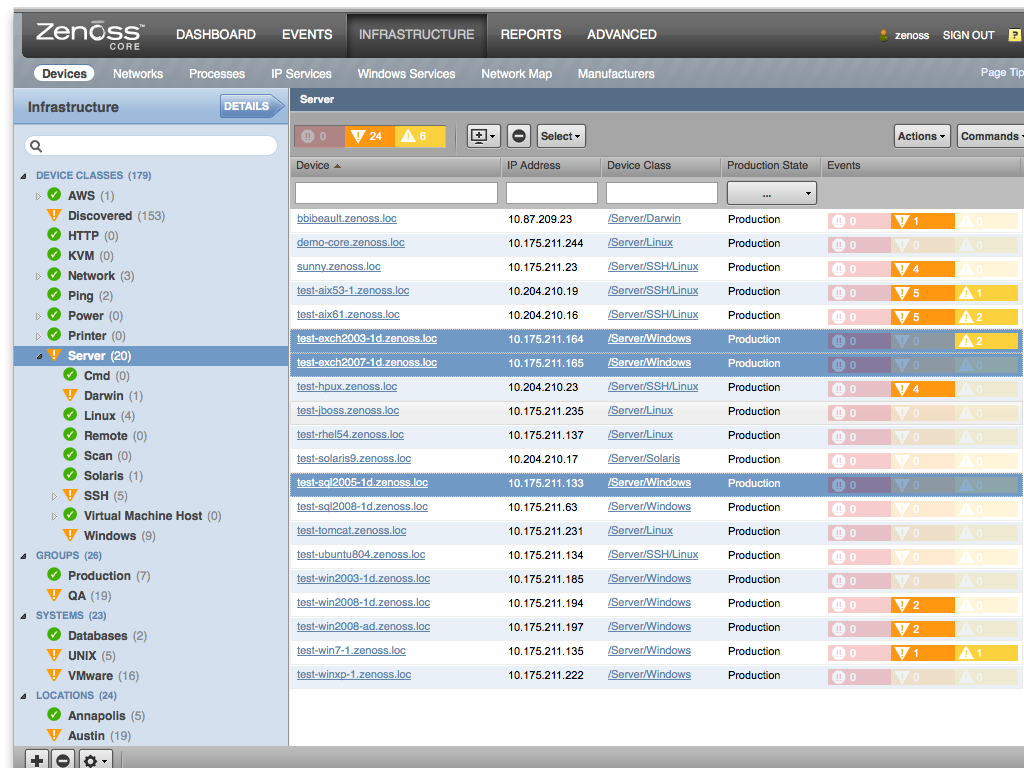 Zenoss™ CORE DASHBOARD EVENTS INFRASTRUCTURE REPORTS ADVANCED zenoss SIGN OUT ?
Devices Networks Processes IP Services Windows Services Network Map Manufacturers Page Tip
Infrastructure DETAILS
Server
0 24 6 Select Actions Commands
Device IP Address Device Class Production State Events
...
DEVICE CLASSES (179)
AWS (1)
Discovered (153)
HTTP (0)
KVM (0)
Network (3)
Ping (2)
Power (0)
Printer (0)
Server (20)
Cmd (0)
Darwin (1)
Linux (4)
Remote (0)
Scan (0)
Solaris (1)
SSH (5)
Virtual Machine Host (0)
Windows (9)
GROUPS (26)
Production (7)
QA (19)
SYSTEMS (23)
Databases (2)
UNIX (5)
VMware (16)
LOCATIONS (24)
Annapolis (5)
Austin (19)
bbibeault.zenoss.loc 10.87.209.23 /Server/Darwin Production 0 1 0
demo-core.zenoss.loc 10.175.211.244 /Server/Linux Production 0 0 0
sunny.zenoss.loc 10.175.211.23 /Server/SSH/Linux Production 0 4 0
test-aix53-1.zenoss.loc 10.204.210.19 /Server/SSH/Linux Production 0 5 1
test-aix61.zenoss.loc 10.204.210.16 /Server/SSH/Linux Production 0 5 2
test-exch2003-1d.zenoss.loc 10.175.211.164 /Server/Windows Production 0 0 2
test-exch2007-1d.zenoss.loc 10.175.211.165 /Server/Windows Production 0 0 0
test-hpux.zenoss.loc 10.204.210.23 /Server/SSH/Linux Production 0 4 0
test-jboss.zenoss.loc 10.175.211.235 /Server/Linux Production 0 0 0
test-rhel54.zenoss.loc 10.175.211.137 /Server/Linux Production 0 0 0
test-solaris9.zenoss.loc 10.204.210.17 /Server/Solaris Production 0 0 0
test-sql2005-1d.zenoss.loc 10.175.211.133 /Server/Windows Production 0 0 0
test-sql2008-1d.zenoss.loc 10.175.211.63 /Server/Windows Production 0 0 0
test-tomcat.zenoss.loc 10.175.211.231 /Server/Linux Production 0 0 0
test-ubuntu804.zenoss.loc 10.175.211.134 /Server/SSH/Linux Production 0 0 0
test-win2003-1d.zenoss.loc 10.175.211.185 /Server/Windows Production 0 0 0
test-win2008-1d.zenoss.loc 10.175.211.194 /Server/Windows Production 0 2 0
test-win2008-ad.zenoss.loc 10.175.211.197 /Server/Windows Production 0 2 0
test-win7-1.zenoss.loc 10.175.211.135 /Server/Windows Production 0 1 1
test-winxp-1.zenoss.loc 10.175.211.222 /Server/Windows Production 0 0 0